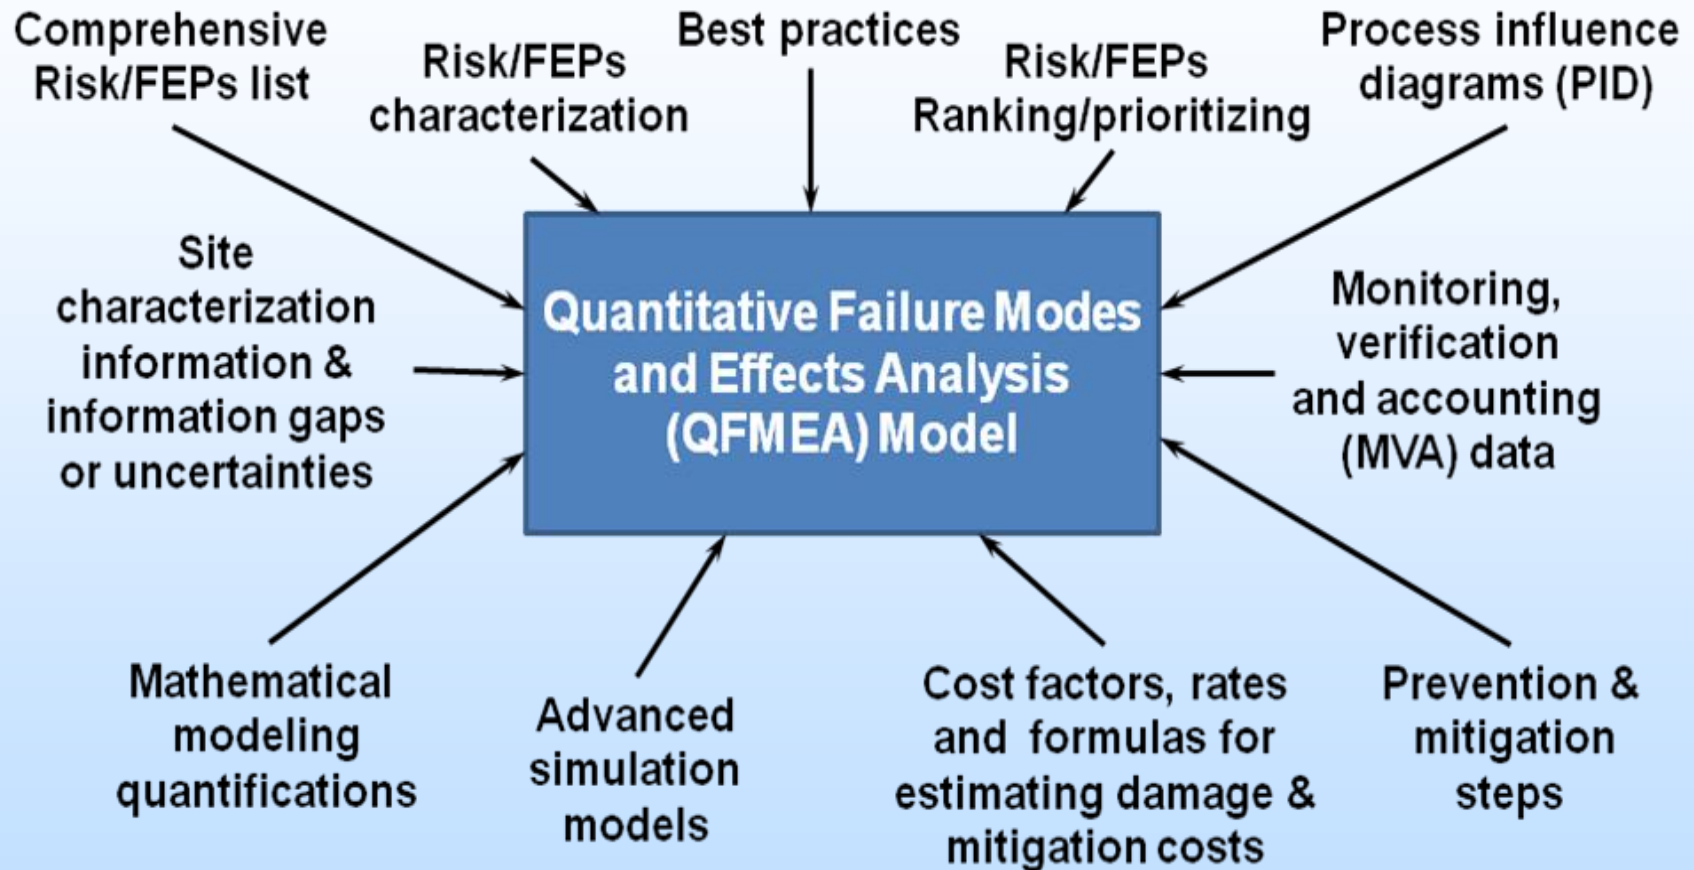 Comprehensive
Risk/FEPs list
Risk/FEPs
characterization
Best practices
Risk/FEPs
Ranking/prioritizing
Process influence
diagrams (PID)
Site
characterization
information &
information gaps
or uncertainties
Quantitative Failure Modes
and Effects Analysis
(QFMEA) Model
Monitoring,
verification
and accounting
(MVA) data
Mathematical
modeling
quantifications
Advanced
simulation
models
Cost factors, rates
and formulas for
estimating damage &
mitigation costs
Prevention &
mitigation
steps